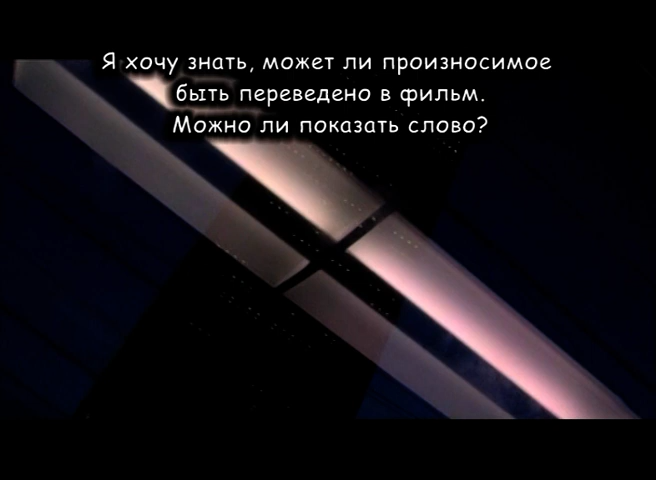 Я хочу знать, может ли произносимое
быть переведено в фильм.
Можно ли показать слово?